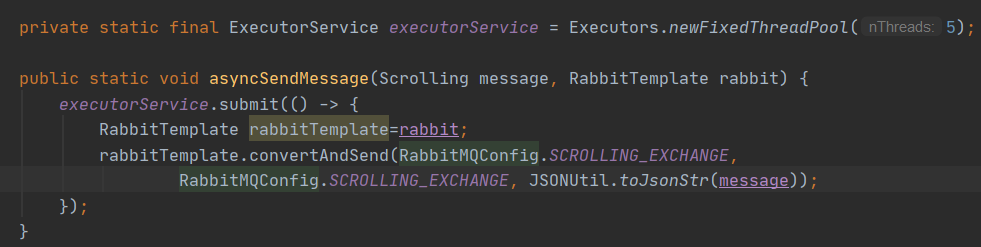 private static final ExecutorService executorService = Executors.newFixedThreadPool( nThreads: 5);
public static void asyncSendMessage(Scrolling message, RabbitTemplate rabbit) {
executorService.submit(() -> {
RabbitTemplate rabbitTemplate=rabbit;
rabbitTemplate.convertAndSend(RabbitMQConfig.SCROLLING_EXCHANGE,
RabbitMQConfig.SCROLLING_EXCHANGE, JSONUtil.toJsonStr(message));
});
}